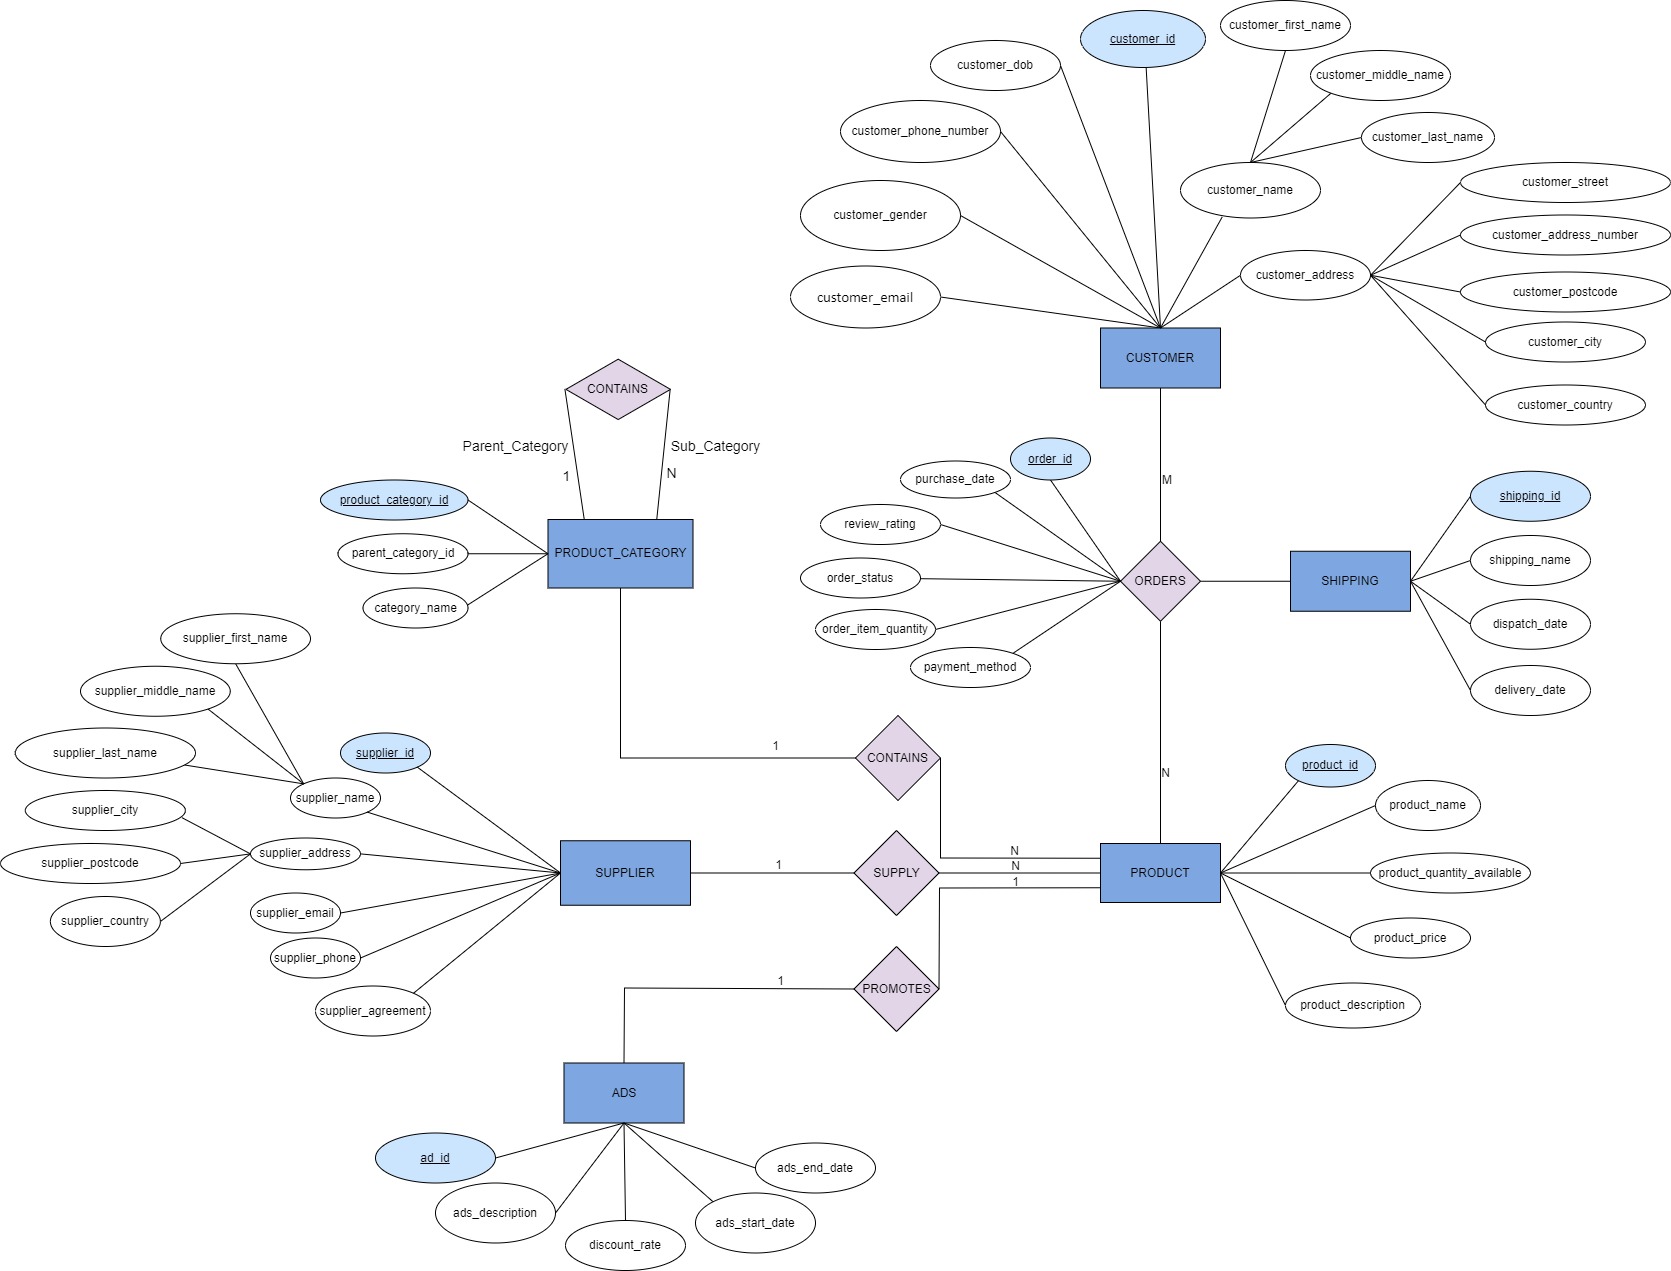 customer_first_name
customer_id
customer_dob
customer_middle_name
customer_phone_number
customer_last_name
customer_name
customer_street
customer_gender
customer_address_number
customer_address
customer_postcode
customer_email
customer_city
CUSTOMER
customer_country
CONTAINS
Parent_Category
Sub_Category
1
N
order_id
purchase_date
M
product_category_id
shipping_id
review_rating
parent_category_id
PRODUCT_CATEGORY
shipping_name
order_status
ORDERS
SHIPPING
category_name
dispatch_date
order_item_quantity
supplier_first_name
payment_method
supplier_middle_name
delivery_date
supplier_last_name
supplier_id
1
CONTAINS
product_id
N
supplier_name
product_name
supplier_city
supplier_address
N
supplier_postcode
1
N
SUPPLIER
SUPPLY
PRODUCT
product_quantity_available
1
supplier_email
supplier_country
product_price
supplier_phone
1
PROMOTES
product_description
supplier_agreement
ADS
ad_id
ads_end_date
ads_description
ads_start_date
discount_rate